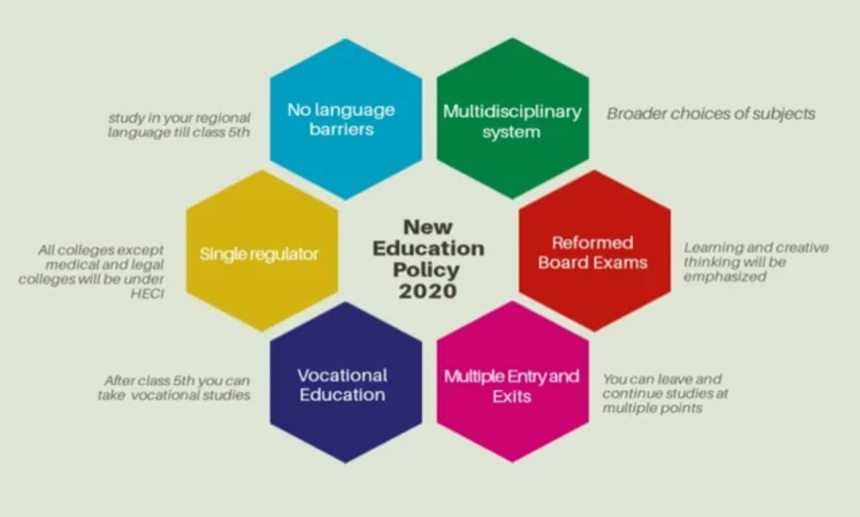 No language
barriers
study in your regional
language till class 5th
Multidisciplinary
system
Broader choices of subjects
Single regulator
All colleges except
medical and legal
colleges will be under
HECI
New
Education
Policy
2020
Reformed
Board Exams
Learning and creative
thinking will be
emphasized
Vocational
Education
After class 5th you can
take vocational studies
Multiple Entry and
Exits
You can leave and
continue studies at
multiple points